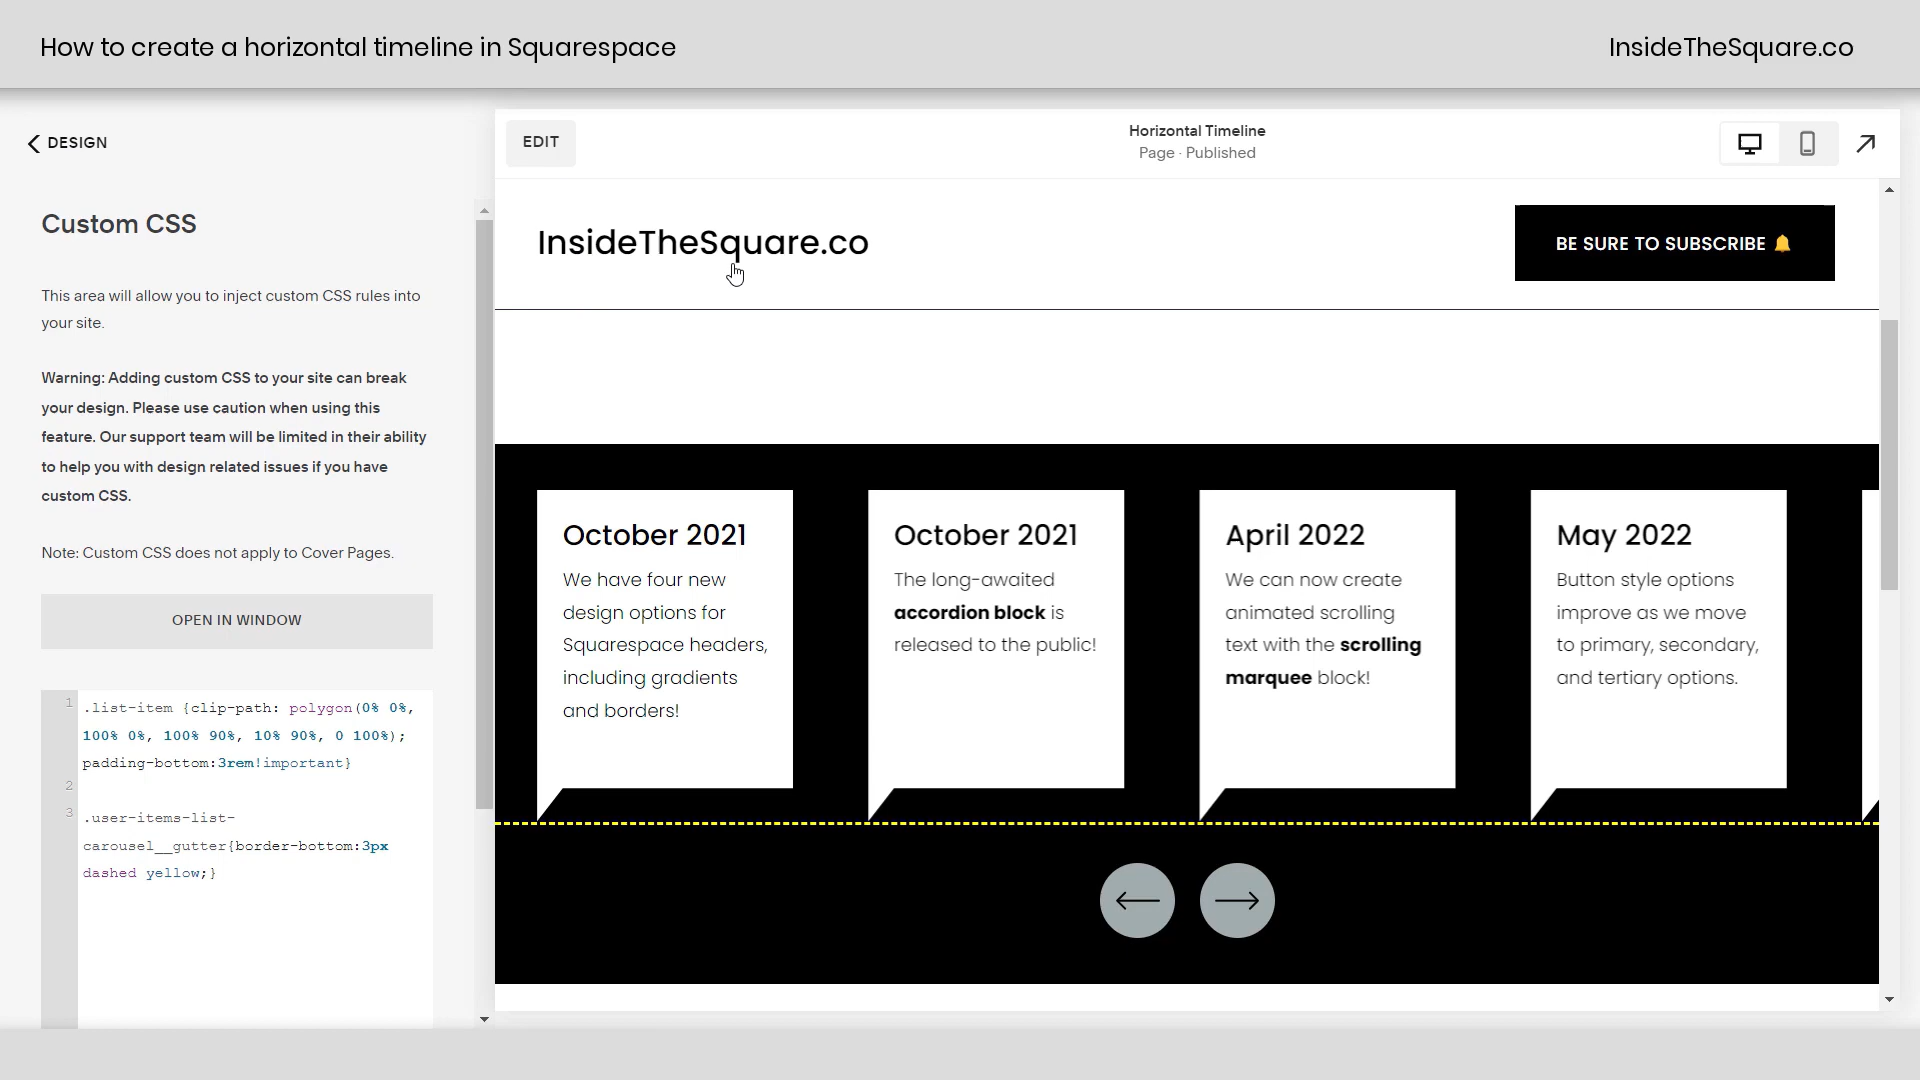 How to create a horizontal timeline in Squarespace
InsideTheSquare.co
DESIGN
Custom CSS
This area will allow you to inject custom CSS rules into
your site.
Warning: Adding custom CSS to your site can break
your design. Please use caution when using this
feature. Our support team will be limited in their ability
to help you with design related issues if you have
custom CSS.
Note: Custom CSS does not apply to Cover Pages.
OPEN IN WINDOW
1 .list-item {clip-path: polygon(0% 0%,
100% 0%, 100% 90%, 10% 90%, 0 100%);
padding-bottom:3rem!important}
2
3 .user-items-list-
carousel__gutter{border-bottom:3px
dashed yellow;}
EDIT
Horizontal Timeline
Page · Published
InsideTheSquare.co
BE SURE TO SUBSCRIBE 🔔
October 2021
We have four new
design options for
Squarespace headers,
including gradients
and borders!
October 2021
The long-awaited
accordion block is
released to the public!
April 2022
We can now create
animated scrolling
text with the scrolling
marquee block!
May 2022
Button style options
improve as we move
to primary, secondary,
and tertiary options.